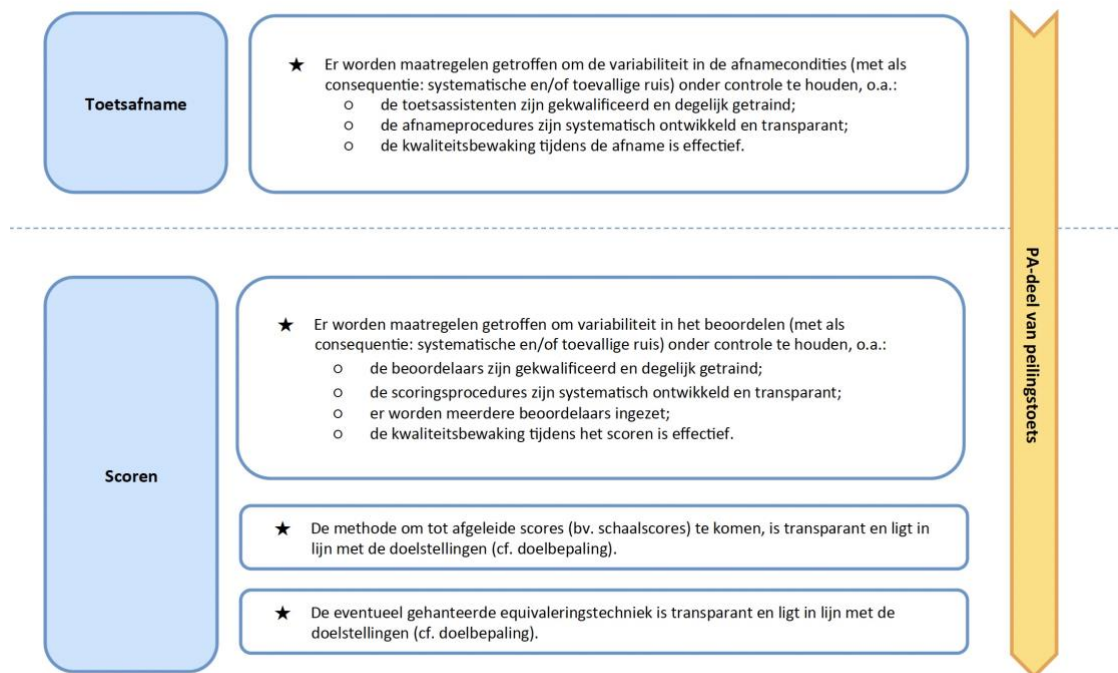 Toetsafname
★ Er worden maatregelen getroffen om de variabiliteit in de afnamecondities (met als
consequentie: systematische en/of toevallige ruis) onder controle te houden, o.a.:
o de toetsassistenten zijn gekwalificeerd en degelijk getraind;
o de afnameprocedures zijn systematisch ontwikkeld en transparant;
o de kwaliteitsbewaking tijdens de afname is effectief.
Scoren
★ Er worden maatregelen getroffen om variabiliteit in het beoordelen (met als
consequentie: systematische en/of toevallige ruis) onder controle te houden, o.a.:
o de beoordelaars zijn gekwalificeerd en degelijk getraind;
o de scoringsprocedures zijn systematisch ontwikkeld en transparant;
o er worden meerdere beoordelaars ingezet;
o de kwaliteitsbewaking tijdens het scoren is effectief.
★ De methode om tot afgeleide scores (bv. schaalscores) te komen, is transparant en ligt in
lijn met de doelstellingen (cf. doelbepaling).
★ De eventueel gehanteerde equivaleringstechniek is transparant en ligt in lijn met de
doelstellingen (cf. doelbepaling).
PA-deel van peilingstoets